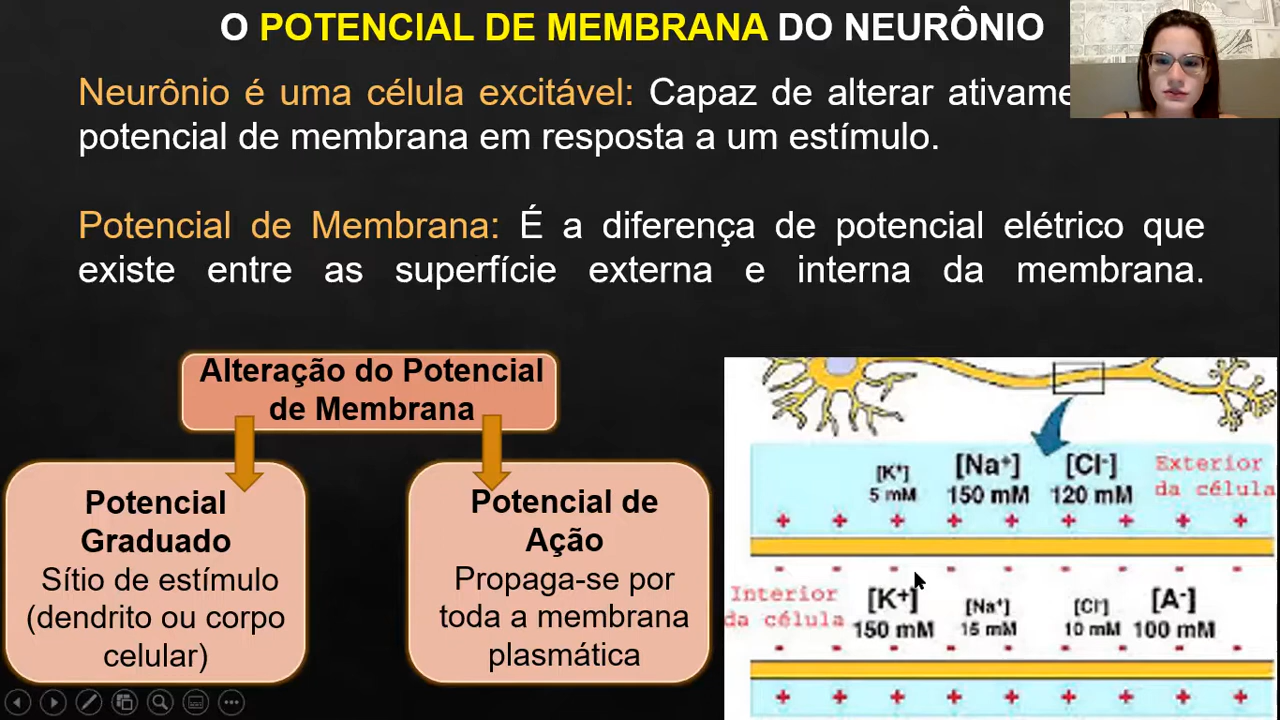 O POTENCIAL DE MEMBRANA DO NEURÔNIO
Neurônio é uma célula excitável: Capaz de alterar
potencial de membrana em resposta a um estímulo.
Potencial de Membrana: É a diferença de potencial elétrico que
existe entre as superfície externa e interna da membrana.
Alteração do Potencial
de Membrana
Potencial
Graduado
Sítio de estímulo
(dendrito ou corpo
celular)
Potencial de
Ação
Propaga-se por
toda a membrana
plasmática
[K+] [Na+] [Cl-] Exterior
5 mM 150 mM 120 mM da célula
+ + + + + + + + +
- - - - - - - - -
Interior [K+] [Na+] [Cl-] [A-]
da célula 150 mM 15 mM 10 mM 100 mM
- - - - - - - - -
+ + + + + + + + +